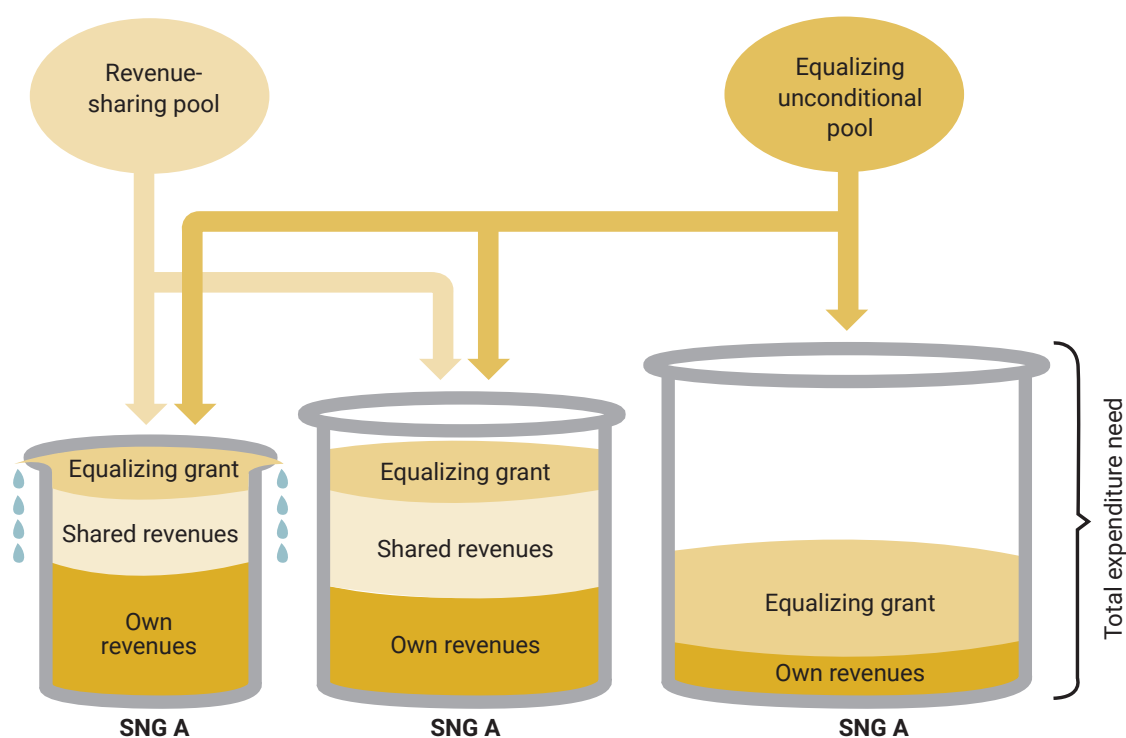 Revenue-
sharing pool
Equalizing
unconditional
pool
Equalizing grant
Shared revenues
Own
revenues
SNG A
Equalizing grant
Shared revenues
Own revenues
SNG A
Equalizing grant
Own revenues
SNG A
Total expenditure need